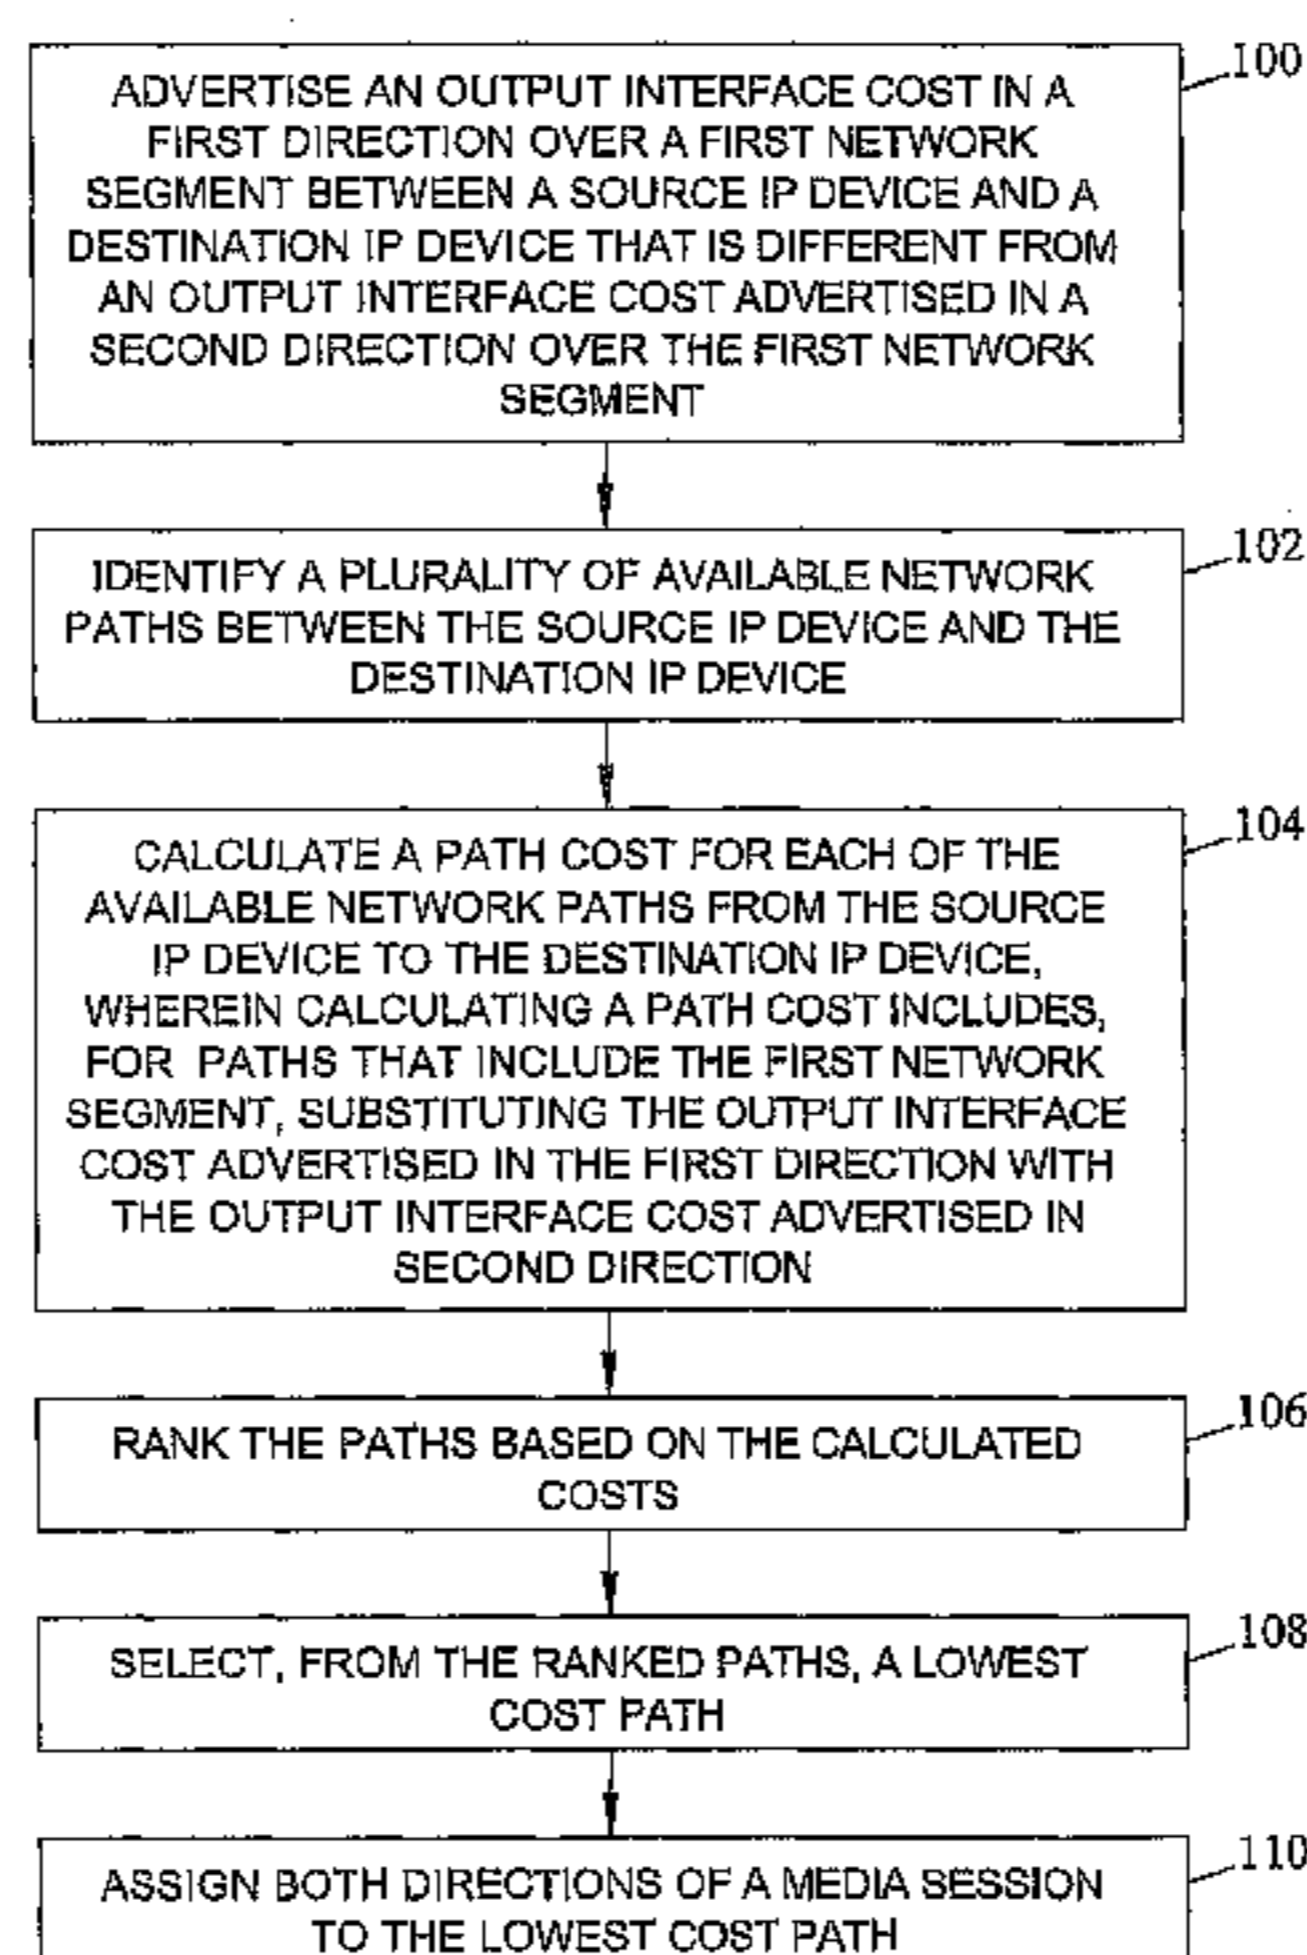 100
ADVERTISE AN OUTPUT INTERFACE COST IN A
FIRST DIRECTION OVER A FIRST NETWORK
SEGMENT BETWEEN A SOURCE IP DEVICE AND A
DESTINATION IP DEVICE THAT IS DIFFERENT FROM
AN OUTPUT INTERFACE COST ADVERTISED IN A
SECOND DIRECTION OVER THE FIRST NETWORK
SEGMENT
102
IDENTIFY A PLURALITY OF AVAILABLE NETWORK
PATHS BETWEEN THE SOURCE IP DEVICE AND THE
DESTINATION IP DEVICE
104
CALCULATE A PATH COST FOR EACH OF THE
AVAILABLE NETWORK PATHS FROM THE SOURCE
IP DEVICE TO THE DESTINATION IP DEVICE,
WHEREIN CALCULATING A PATH COST INCLUDES,
FOR PATHS THAT INCLUDE THE FIRST NETWORK
SEGMENT, SUBSTITUTING THE OUTPUT INTERFACE
COST ADVERTISED IN THE FIRST DIRECTION WITH
THE OUTPUT INTERFACE COST ADVERTISED IN
SECOND DIRECTION
106
RANK THE PATHS BASED ON THE CALCULATED
COSTS
108
SELECT, FROM THE RANKED PATHS, A LOWEST
COST PATH
110
ASSIGN BOTH DIRECTIONS OF A MEDIA SESSION
TO THE LOWEST COST PATH